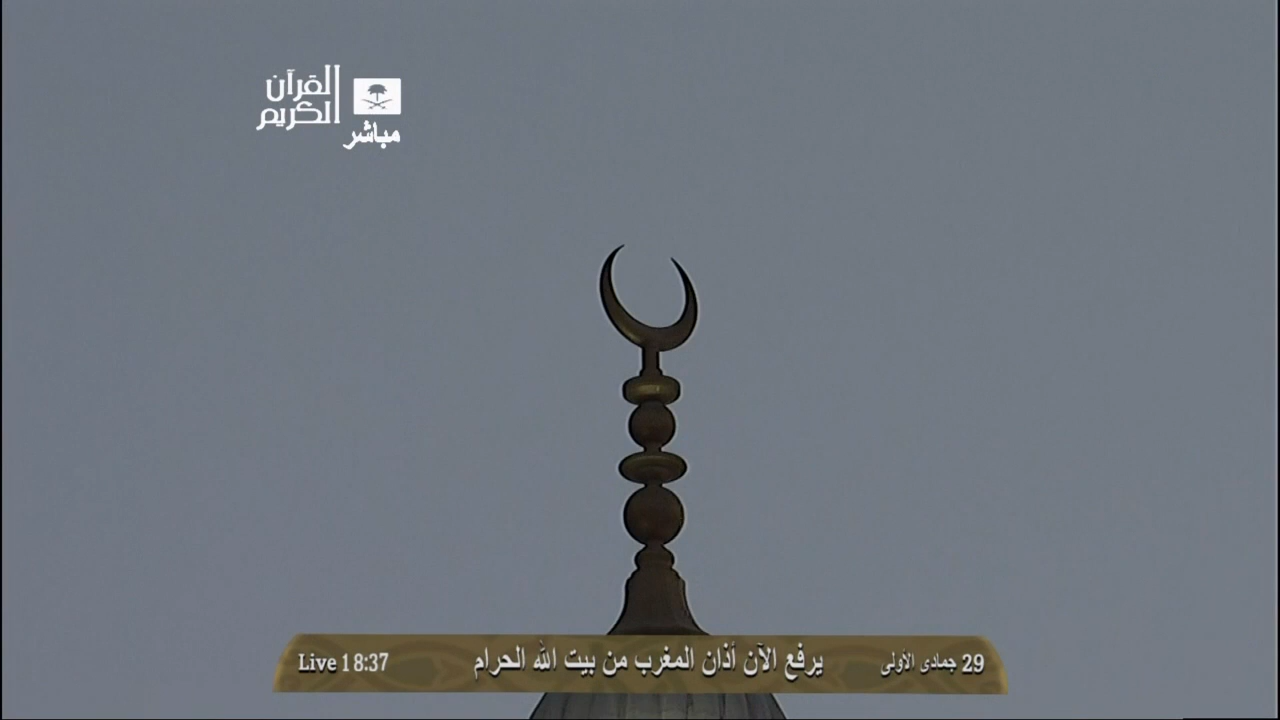 القرآن
الكريم
مباشر
29 جمادى الأولى
يرفع الآن أذان المغرب من بيت الله الحرام
Live 18:37